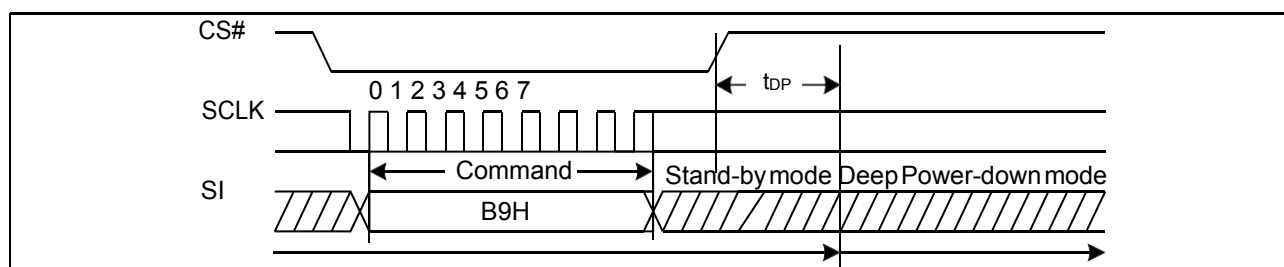 CS#
tDP
0 1 2 3 4 5 6 7
SCLK
Command
Stand-by mode Deep Power-down mode
SI
B9H